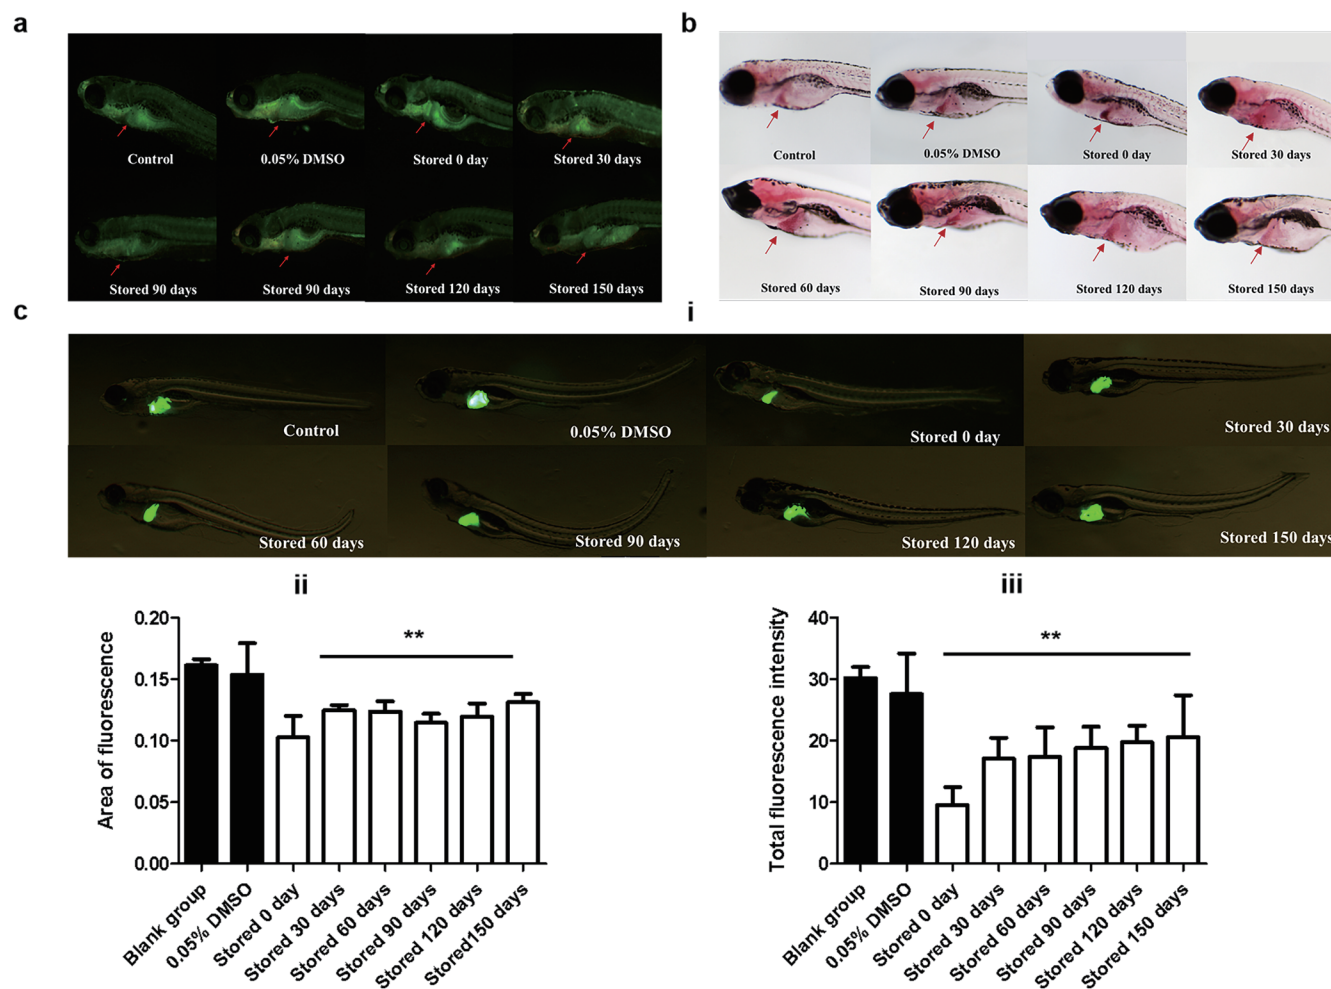 a
b
Control
0.05% DMSO
Stored 0 day
Stored 30 days
Stored 90 days
Stored 90 days
Stored 120 days
Stored 150 days
Control
0.05% DMSO
Stored 0 day
Stored 30 days
Stored 60 days
Stored 90 days
Stored 120 days
Stored 150 days
c
i
Control
0.05% DMSO
Stored 0 day
Stored 30 days
Stored 60 days
Stored 90 days
Stored 120 days
Stored 150 days
ii
Area of fluorescence
0.20
0.15
0.10
0.05
0.00
**
Blank group
0.05% DMSO
Stored 0 day
Stored 30 days
Stored 60 days
Stored 90 days
Stored 120 days
Stored150 days
iii
Total fluorescence intensity
40
30
20
10
0
**
Blank group
0.05% DMSO
Stored 0 day
Stored 30 days
Stored 60 days
Stored 90 days
Stored 120 days
Stored 150 days